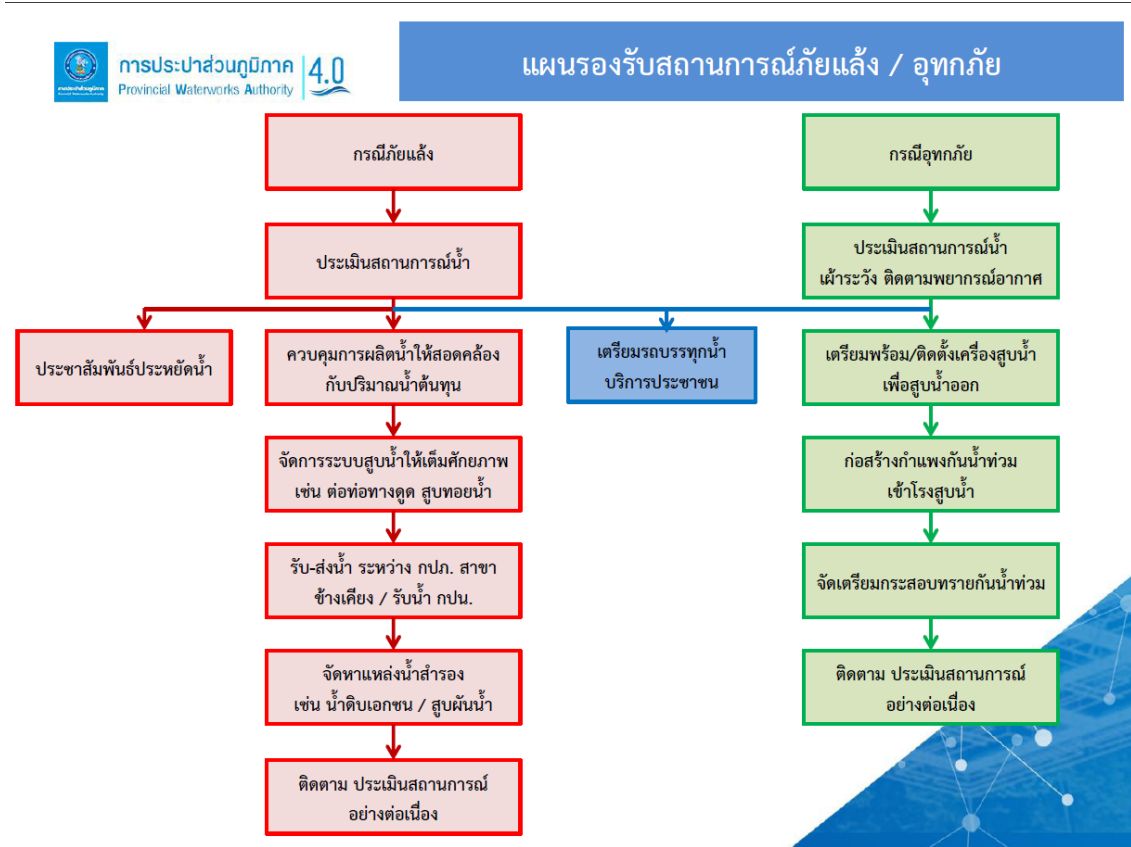 การประปาส่วนภูมิภาค
Provincial Waterworks Authority
4.0
แผนรองรับสถานการณ์ภัยแล้ง / อุทกภัย
กรณีภัยแล้ง
ประเมินสถานการณ์น้ำ
ประชาสัมพันธ์ประหยัดน้ำ
ควบคุมการผลิตน้ำให้สอดคล้อง
กับปริมาณน้ำต้นทุน
จัดการระบบสูบน้ำให้เต็มศักยภาพ
เช่น ต่อท่อทางดูด สูบทอยน้ำ
รับ-ส่งน้ำ ระหว่าง กปภ. สาขา
ข้างเคียง / รับน้ำ กปน.
จัดหาแหล่งน้ำสำรอง
เช่น น้ำดิบเอกชน / สูบผันน้ำ
ติดตาม ประเมินสถานการณ์
อย่างต่อเนื่อง
เตรียมรถบรรทุกน้ำ
บริการประชาชน
กรณีอุทกภัย
ประเมินสถานการณ์น้ำ
เฝ้าระวัง ติดตามพยากรณ์อากาศ
เตรียมพร้อม/ติดตั้งเครื่องสูบน้ำ
เพื่อสูบน้ำออก
ก่อสร้างกำแพงกันน้ำท่วม
เข้าโรงสูบน้ำ
จัดเตรียมกระสอบทรายกันน้ำท่วม
ติดตาม ประเมินสถานการณ์
อย่างต่อเนื่อง